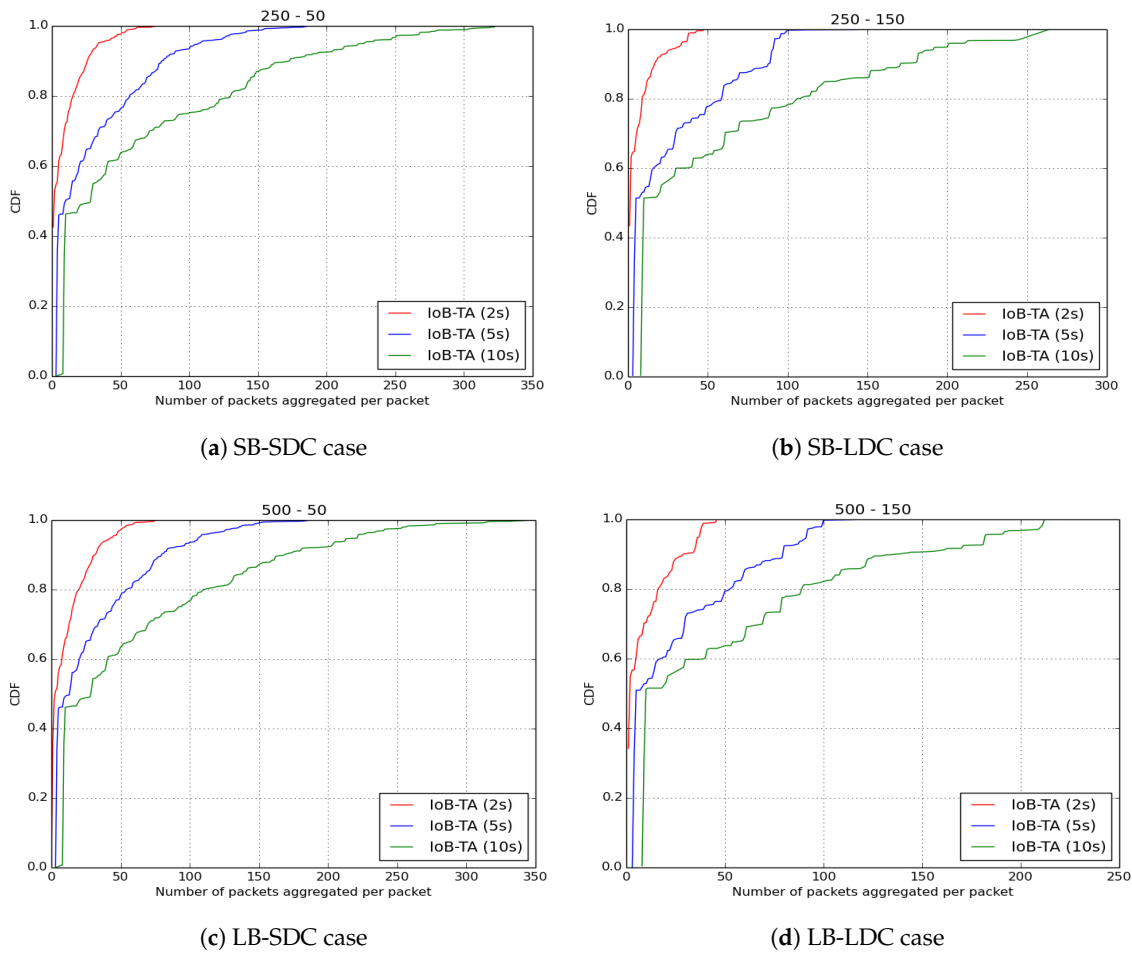 250 - 50
1.0
0.8
0.6
0.4
0.2
0.0
CDF
IoB-TA (2s)
IoB-TA (5s)
IoB-TA (10s)
0 50 100 150 200 250 300 350
Number of packets aggregated per packet
(a) SB-SDC case
250 - 150
1.0
0.8
0.6
0.4
0.2
0.0
CDF
IoB-TA (2s)
IoB-TA (5s)
IoB-TA (10s)
0 50 100 150 200 250 300
Number of packets aggregated per packet
(b) SB-LDC case
500 - 50
1.0
0.8
0.6
0.4
0.2
0.0
CDF
IoB-TA (2s)
IoB-TA (5s)
IoB-TA (10s)
0 50 100 150 200 250 300 350
Number of packets aggregated per packet
(c) LB-SDC case
500 - 150
1.0
0.8
0.6
0.4
0.2
0.0
CDF
IoB-TA (2s)
IoB-TA (5s)
IoB-TA (10s)
0 50 100 150 200 250
Number of packets aggregated per packet
(d) LB-LDC case